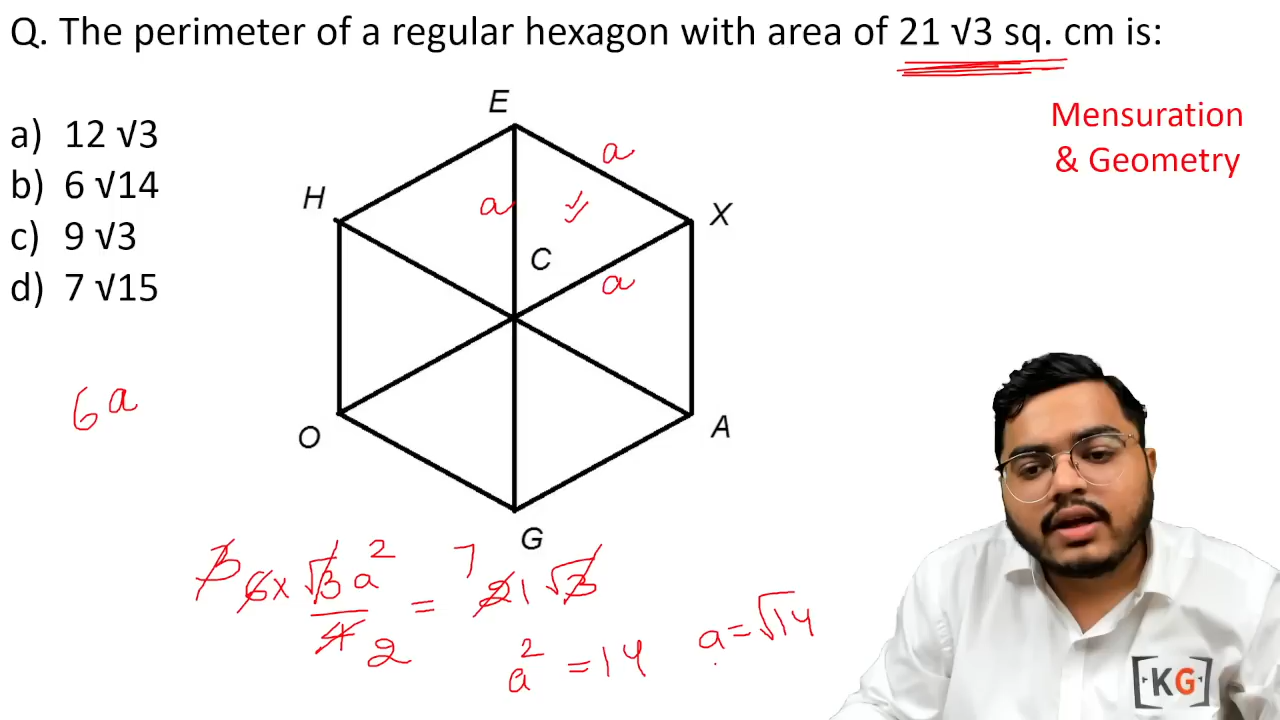 Q. The perimeter of a regular hexagon with area of 21 √3 sq. cm is:
Mensuration
& Geometry
a) 12 √3
b) 6 √14
c) 9 √3
d) 7 √15
E
H
X
C
O
A
G
a
a
a
6a
3 6 x √3 a² / 4 2 = 7 21 √3
a² = 14
a = √14
KG